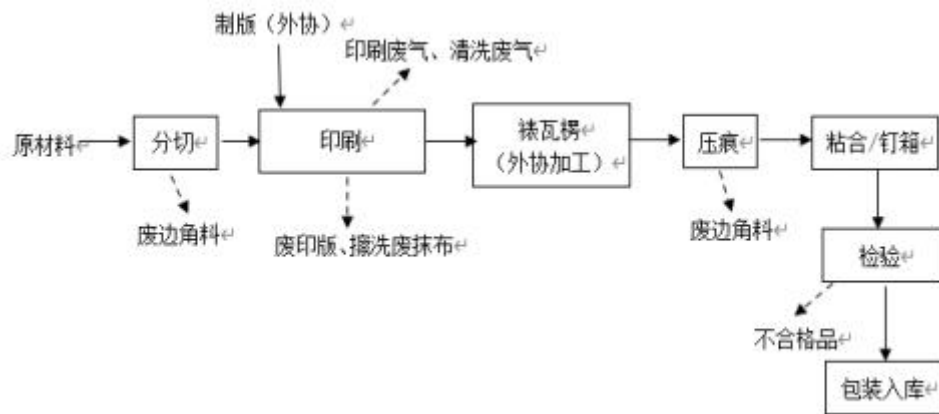 制版（外协）
印刷废气、清洗废气
原材料
分切
印刷
裱瓦楞
（外协加工）
压痕
粘合/钉箱
废边角料
废印版、擦洗废抹布
废边角料
检验
不合格品
包装入库